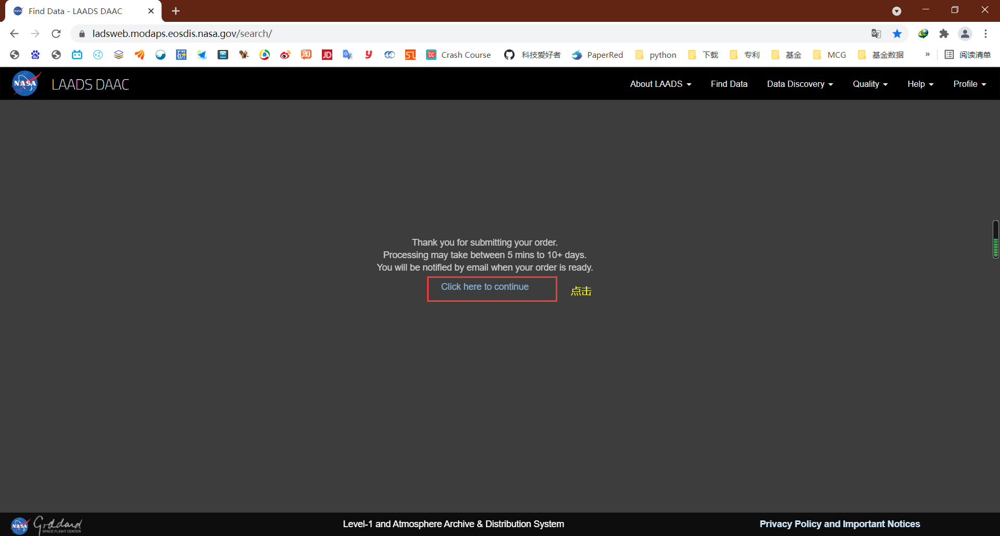 Find Data - LAADS DAAC
ladsweb.modaps.eosdis.nasa.gov/search/
Crash Course 科技爱好者 PaperRed python 下载 专利 基金 MCG 基金数据 » 阅读清单
NASA LAADS DAAC About LAADS Find Data Data Discovery Quality Help Profile
Thank you for submitting your order.
Processing may take between 5 mins to 10+ days.
You will be notified by email when your order is ready.
Click here to continue 点击
NASA Goddard SPACE FLIGHT CENTER Level-1 and Atmosphere Archive & Distribution System Privacy Policy and Important Notices